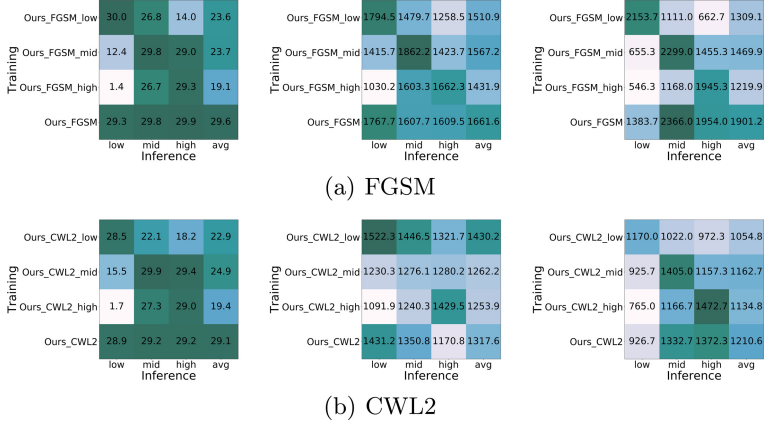 Training
Ours_FGSM_low 30.0 26.8 14.0 23.6
Ours_FGSM_mid 12.4 29.8 29.0 23.7
Ours_FGSM_high 1.4 26.7 29.3 19.1
Ours_FGSM 29.3 29.8 29.9 29.6
low mid high avg
Inference
Training
Ours_FGSM_low 1794.5 1479.7 1258.5 1510.9
Ours_FGSM_mid 1415.7 1862.2 1423.7 1567.2
Ours_FGSM_high 1030.2 1603.3 1662.3 1431.9
Ours_FGSM 1767.7 1607.7 1609.5 1661.6
low mid high avg
Inference
Training
Ours_FGSM_low 2153.7 1111.0 662.7 1309.1
Ours_FGSM_mid 655.3 2299.0 1455.3 1469.9
Ours_FGSM_high 546.3 1168.0 1945.3 1219.9
Ours_FGSM 1383.7 2366.0 1954.0 1901.2
low mid high avg
Inference
(a) FGSM
Training
Ours_CWL2_low 28.5 22.1 18.2 22.9
Ours_CWL2_mid 15.5 29.9 29.4 24.9
Ours_CWL2_high 1.7 27.3 29.0 19.4
Ours_CWL2 28.9 29.2 29.2 29.1
low mid high avg
Inference
Training
Ours_CWL2_low 1522.3 1446.5 1321.7 1430.2
Ours_CWL2_mid 1230.3 1276.1 1280.2 1262.2
Ours_CWL2_high 1091.9 1240.3 1429.5 1253.9
Ours_CWL2 1431.2 1350.8 1170.8 1317.6
low mid high avg
Inference
Training
Ours_CWL2_low 1170.0 1022.0 972.3 1054.8
Ours_CWL2_mid 925.7 1405.0 1157.3 1162.7
Ours_CWL2_high 765.0 1166.7 1472.7 1134.8
Ours_CWL2 926.7 1332.7 1372.3 1210.6
low mid high avg
Inference
(b) CWL2